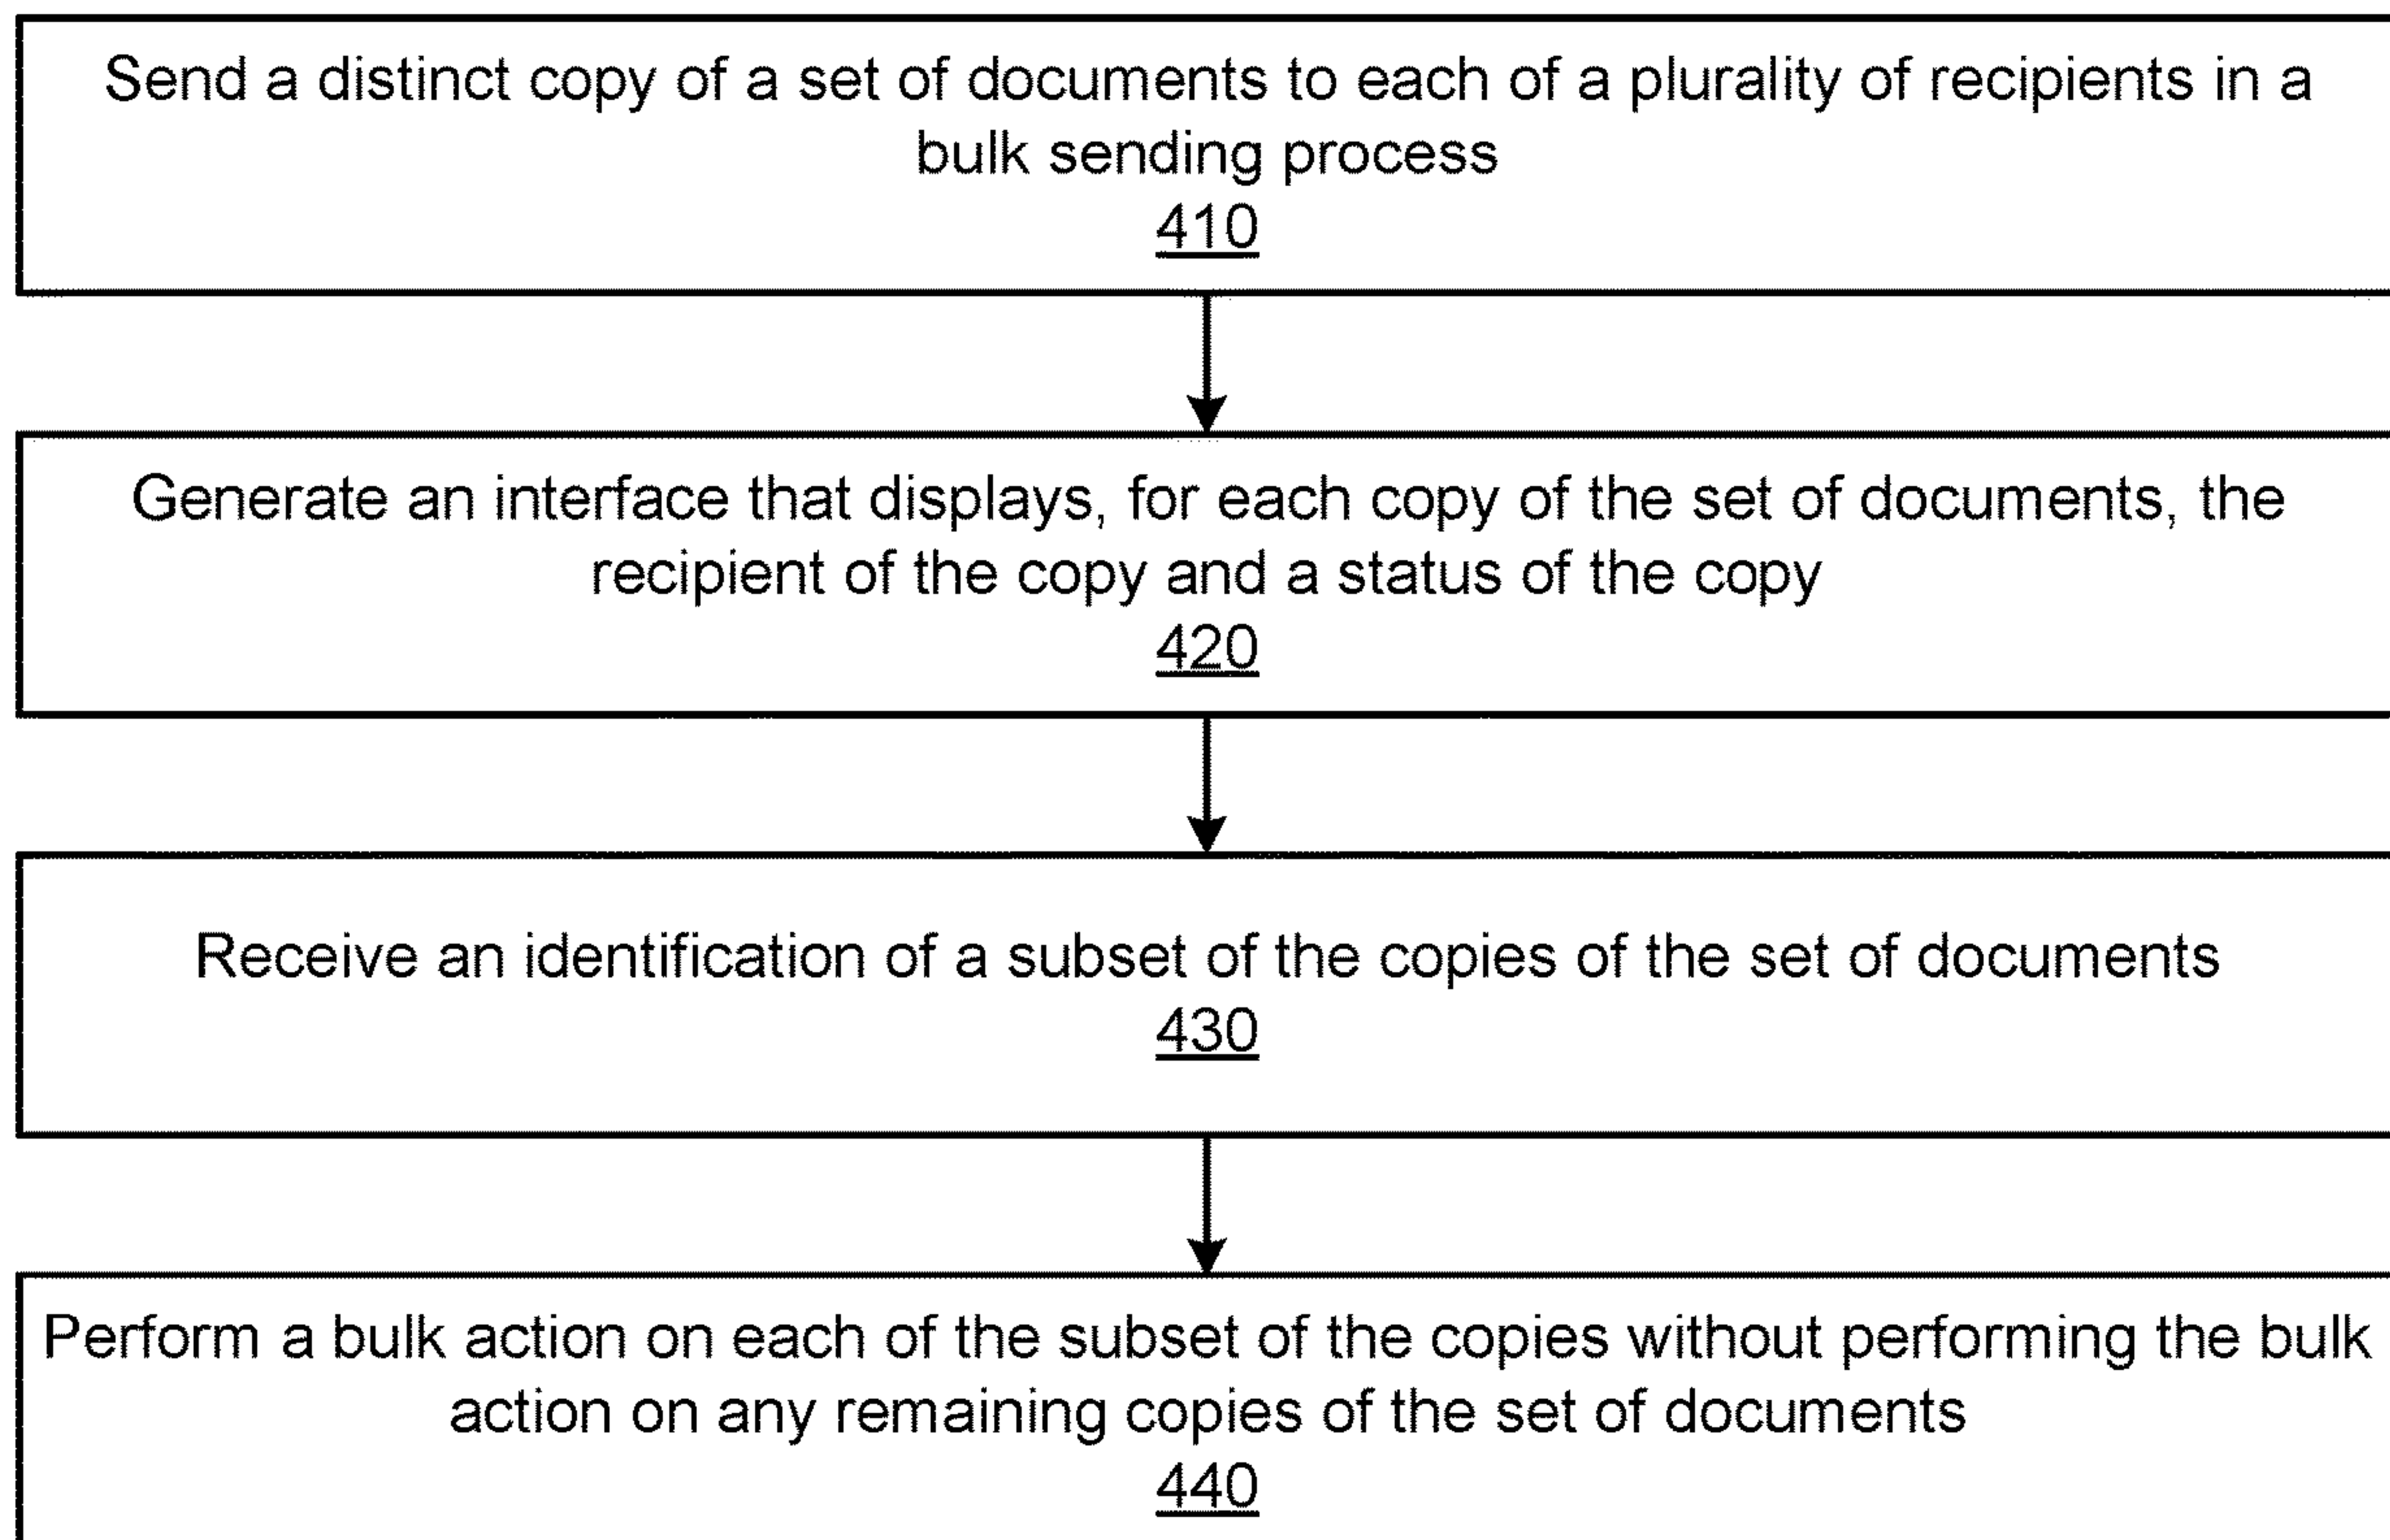 Send a distinct copy of a set of documents to each of a plurality of recipients in a
bulk sending process
410
Generate an interface that displays, for each copy of the set of documents, the
recipient of the copy and a status of the copy
420
Receive an identification of a subset of the copies of the set of documents
430
Perform a bulk action on each of the subset of the copies without performing the bulk
action on any remaining copies of the set of documents
440